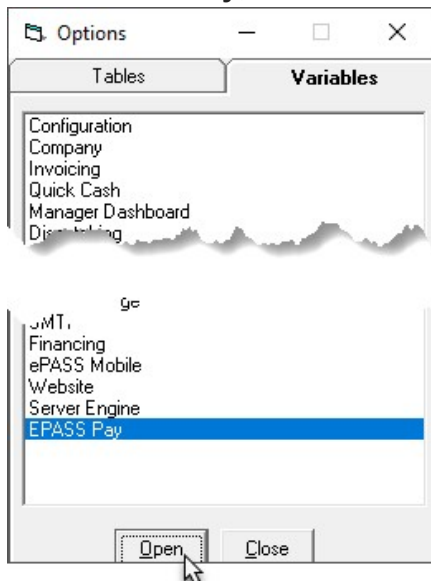 Options
Tables
Variables
Configuration
Company
Invoicing
Quick Cash
Manager Dashboard
Financing
ePASS Mobile
Website
Server Engine
EPASS Pay
Open
Close